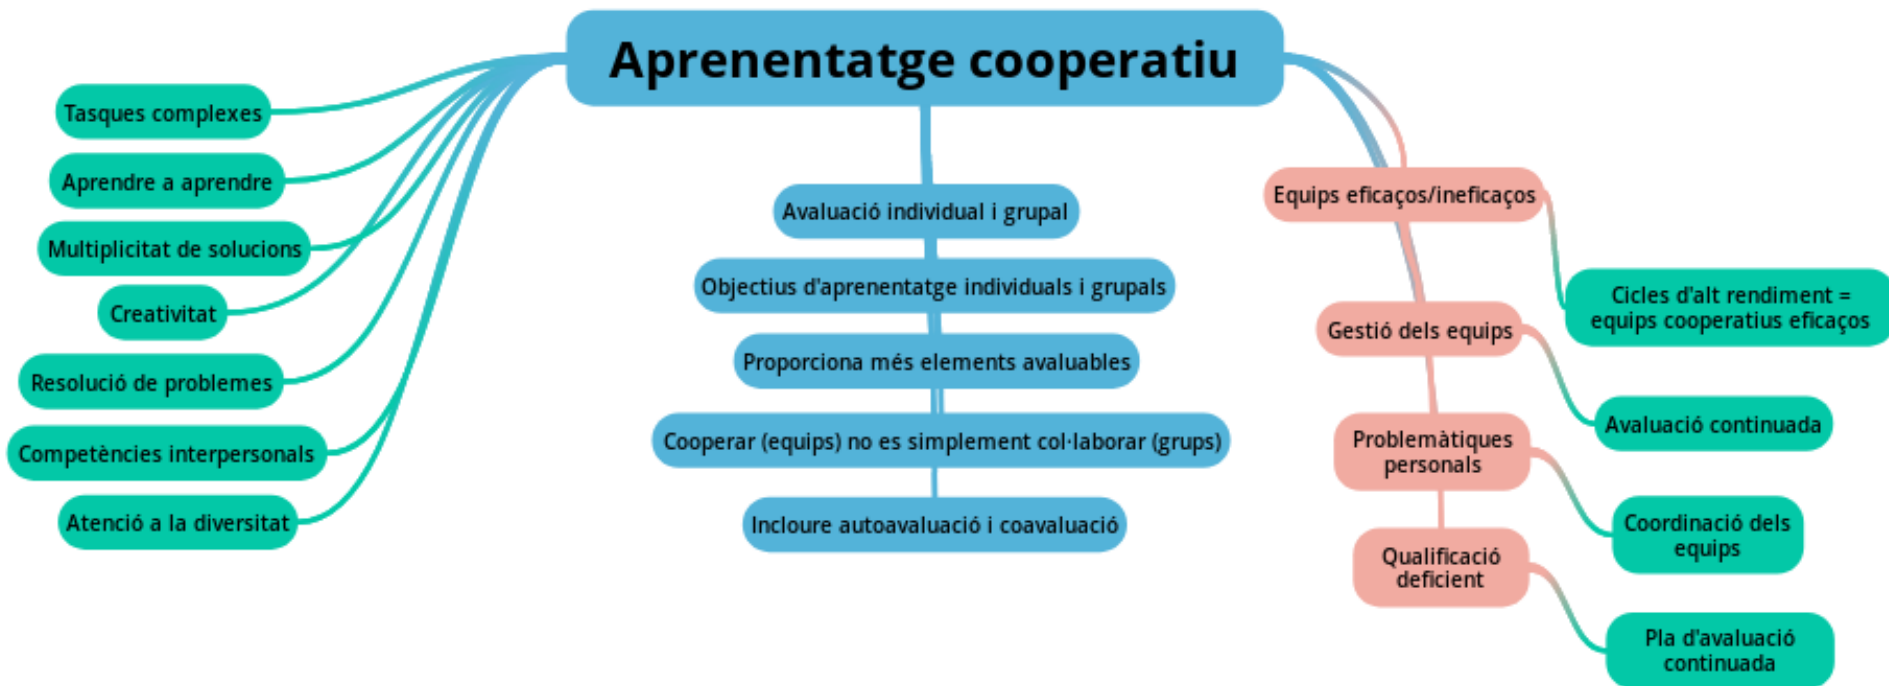 Aprenentatge cooperatiu
Tasques complexes
Aprendre a aprendre
Multiplicitat de solucions
Creativitat
Resolució de problemes
Competències interpersonals
Atenció a la diversitat
Avaluació individual i grupal
Objectius d'aprenentatge individuals i grupals
Proporciona més elements avaluables
Cooperar (equips) no es simplement col·laborar (grups)
Incloure autoavaluació i coavaluació
Equips eficaços/ineficaços
Cicles d'alt rendiment =
equips cooperatius eficaços
Gestió dels equips
Avaluació continuada
Problemàtiques
personals
Coordinació dels
equips
Qualificació
deficient
Pla d'avaluació
continuada